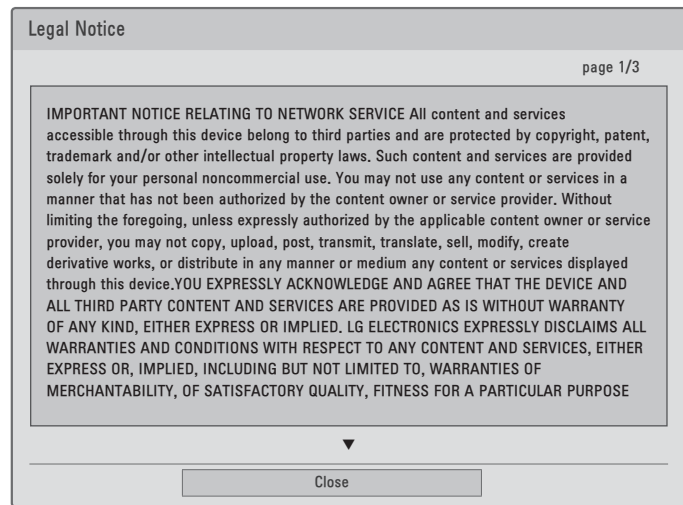 Legal Notice
page 1/3
IMPORTANT NOTICE RELATING TO NETWORK SERVICE All content and services
accessible through this device belong to third parties and are protected by copyright, patent,
trademark and/or other intellectual property laws. Such content and services are provided
solely for your personal noncommercial use. You may not use any content or services in a
manner that has not been authorized by the content owner or service provider. Without
limiting the foregoing, unless expressly authorized by the applicable content owner or service
provider, you may not copy, upload, post, transmit, translate, sell, modify, create
derivative works, or distribute in any manner or medium any content or services displayed
through this device.YOU EXPRESSLY ACKNOWLEDGE AND AGREE THAT THE DEVICE AND
ALL THIRD PARTY CONTENT AND SERVICES ARE PROVIDED AS IS WITHOUT WARRANTY
OF ANY KIND, EITHER EXPRESS OR IMPLIED. LG ELECTRONICS EXPRESSLY DISCLAIMS ALL
WARRANTIES AND CONDITIONS WITH RESPECT TO ANY CONTENT AND SERVICES, EITHER
EXPRESS OR, IMPLIED, INCLUDING BUT NOT LIMITED TO, WARRANTIES OF
MERCHANTABILITY, OF SATISFACTORY QUALITY, FITNESS FOR A PARTICULAR PURPOSE
▼
Close